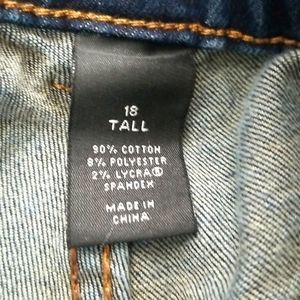 18
TALL
90% COTTON
8% POLYESTER
2% LYCRA®
SPANDEX
MADE IN
CHINA